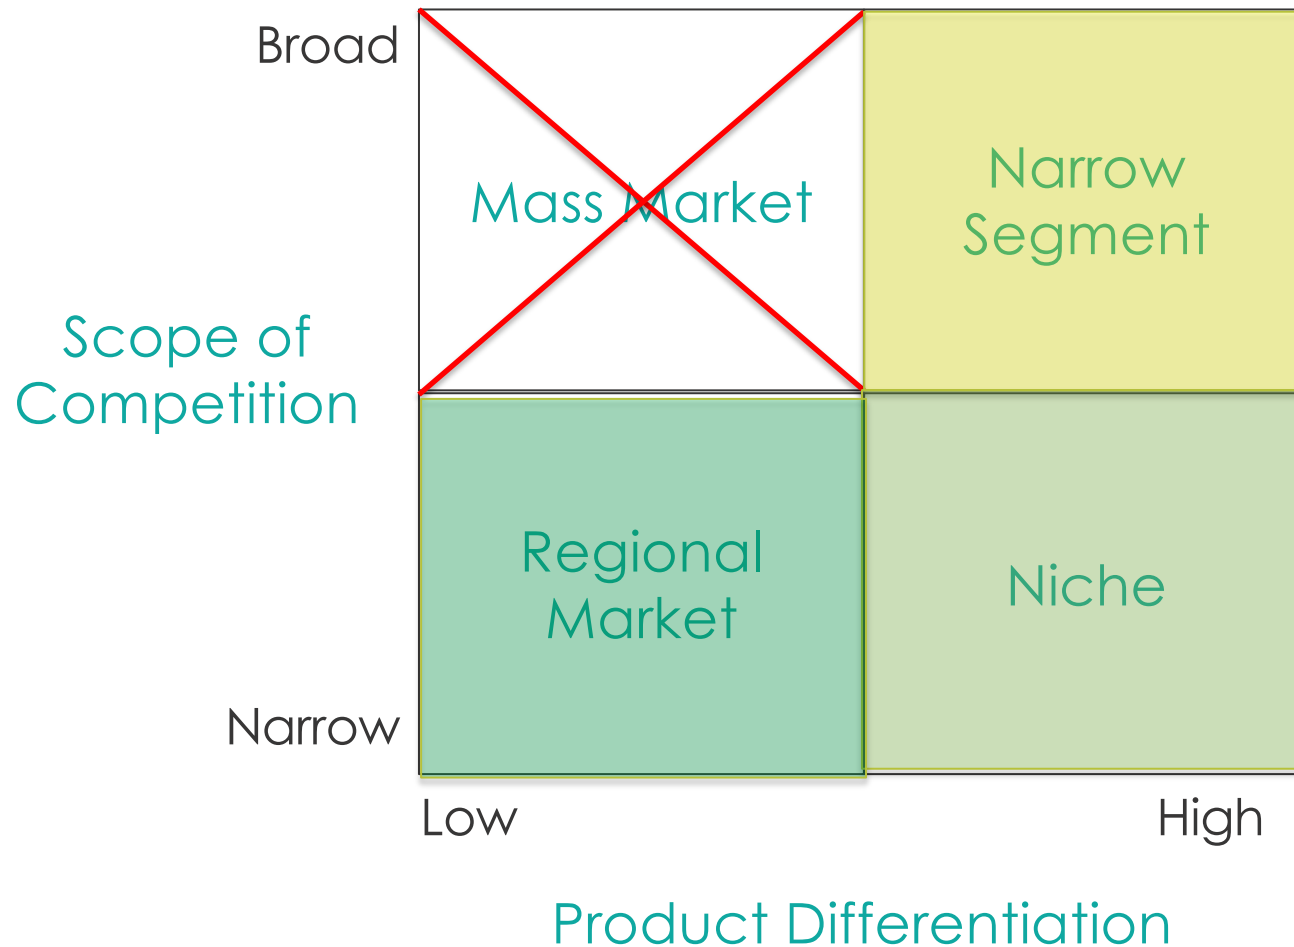 Broad
Mass Market
Narrow
Segment
Scope of
Competition
Regional
Market
Niche
Narrow
Low
High
Product Differentiation